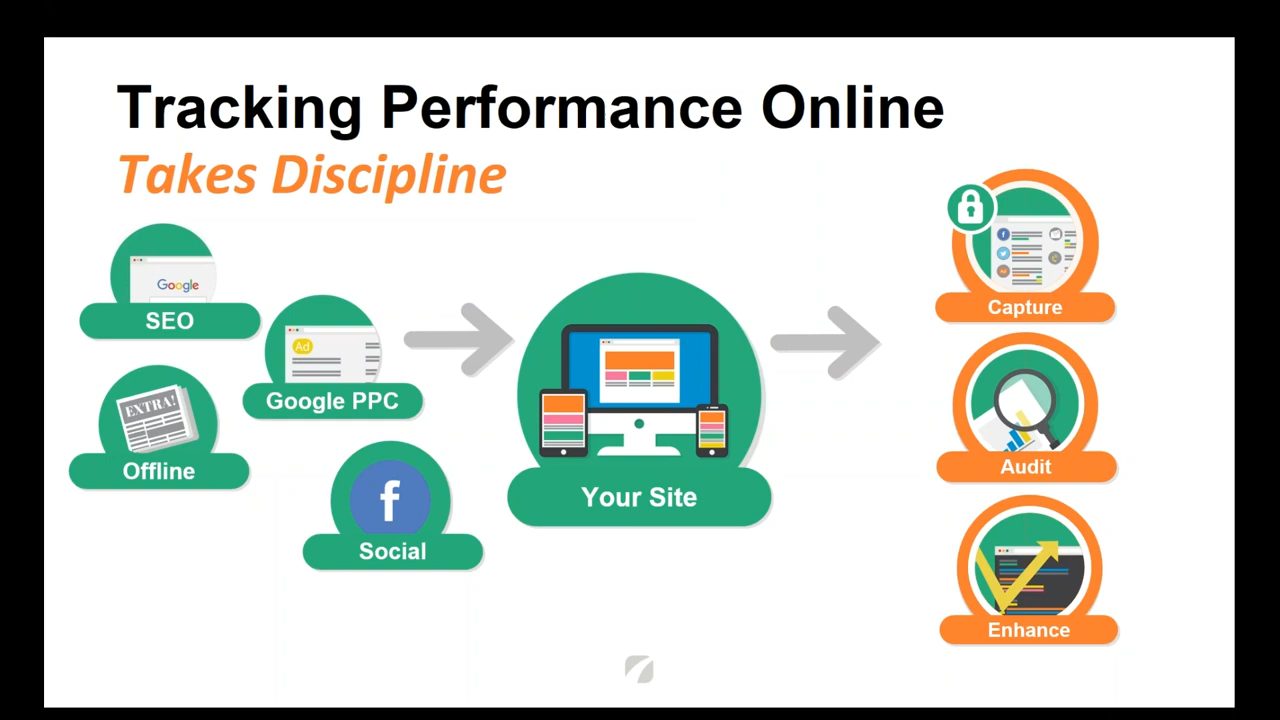 Tracking Performance Online
Takes Discipline
Google
SEO
Ad
Google PPC
EXTRA!
Offline
f
Social
Your Site
Capture
Audit
Enhance